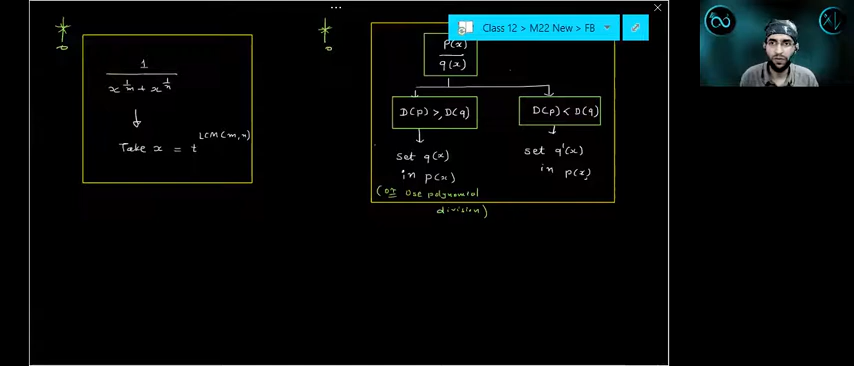 Class 12 > M22 New > FB
1
x^(1/m) + x^(1/n)
Take x = t^LCM(m,n)
P(x)
q(x)
D(p) ≥ D(q)
D(p) < D(q)
set q(x)
in p(x)
(or Use polynomial
division)
set q'(x)
in p(x)